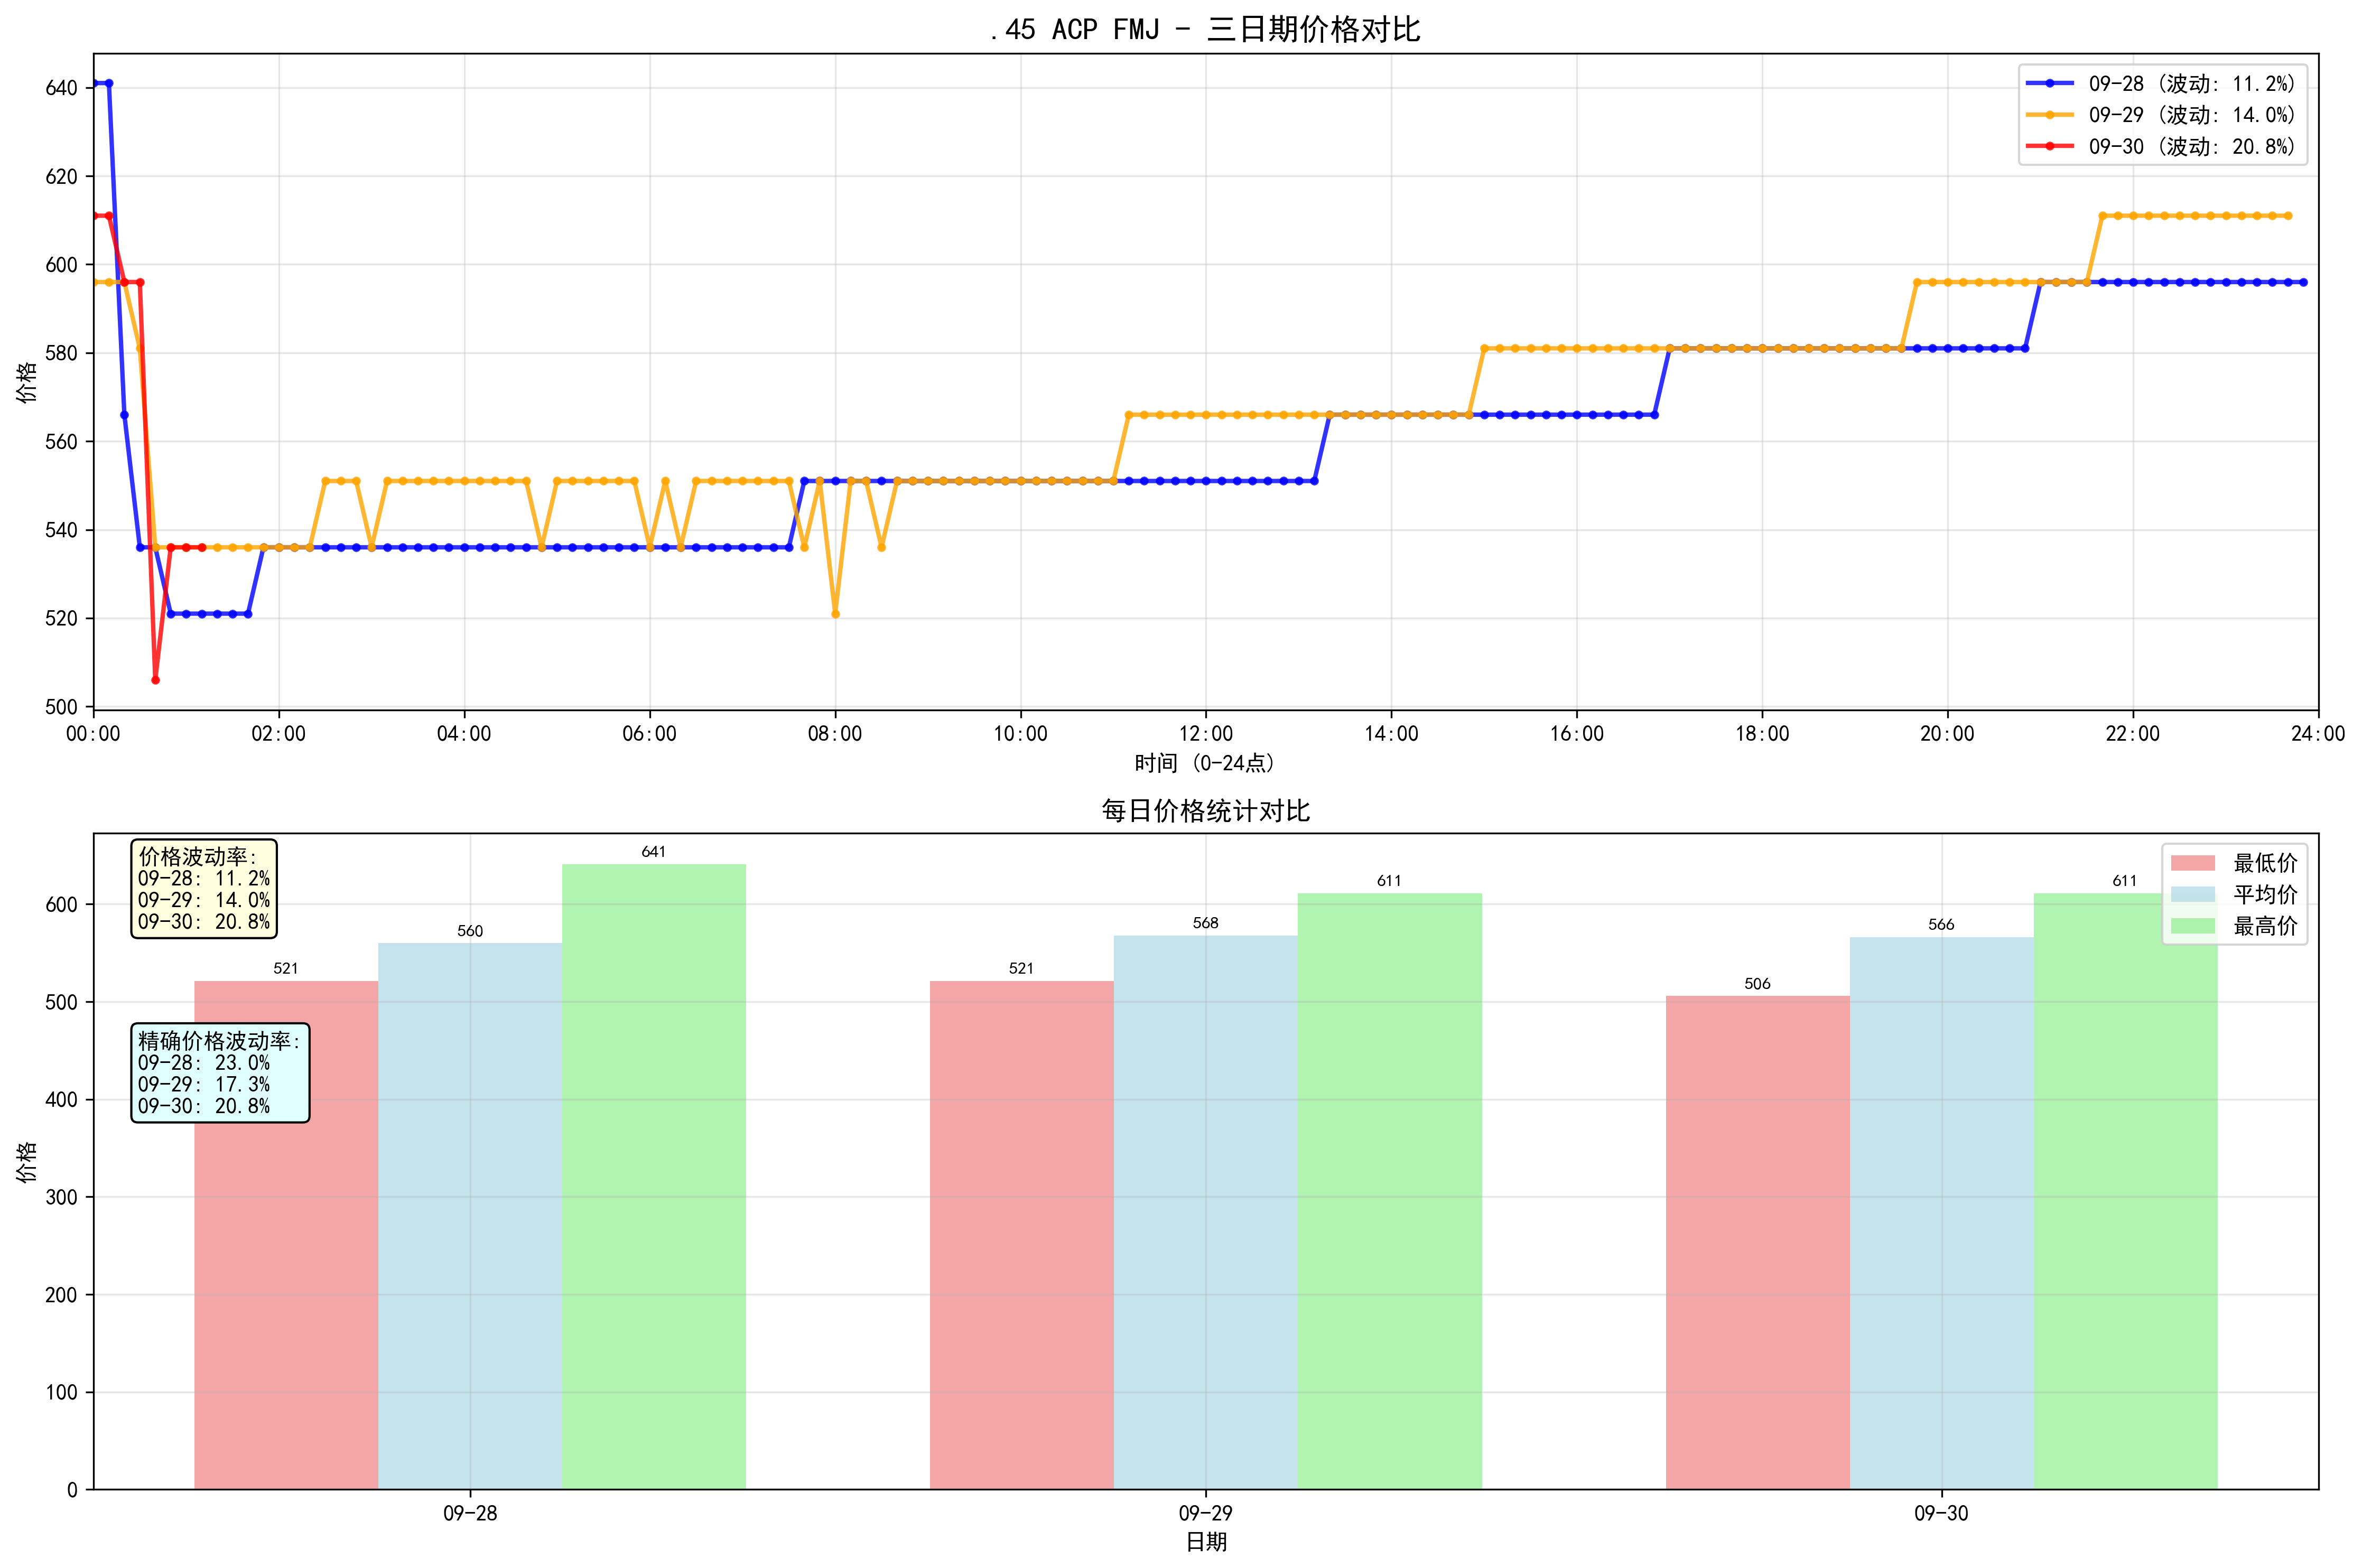 .45 ACP FMJ - 三日期价格对比
640
620
600
580
560
540
520
500
价格
09-28 (波动: 11.2%)
09-29 (波动: 14.0%)
09-30 (波动: 20.8%)
00:00 02:00 04:00 06:00 08:00 10:00 12:00 14:00 16:00 18:00 20:00 22:00 24:00
时间 (0-24点)
每日价格统计对比
600
500
400
300
200
100
0
价格
价格波动率:
09-28: 11.2%
09-29: 14.0%
09-30: 20.8%
精确价格波动率:
09-28: 23.0%
09-29: 17.3%
09-30: 20.8%
521 560 641 521 568 611 506 566 611
最低价
平均价
最高价
09-28 09-29 09-30
日期